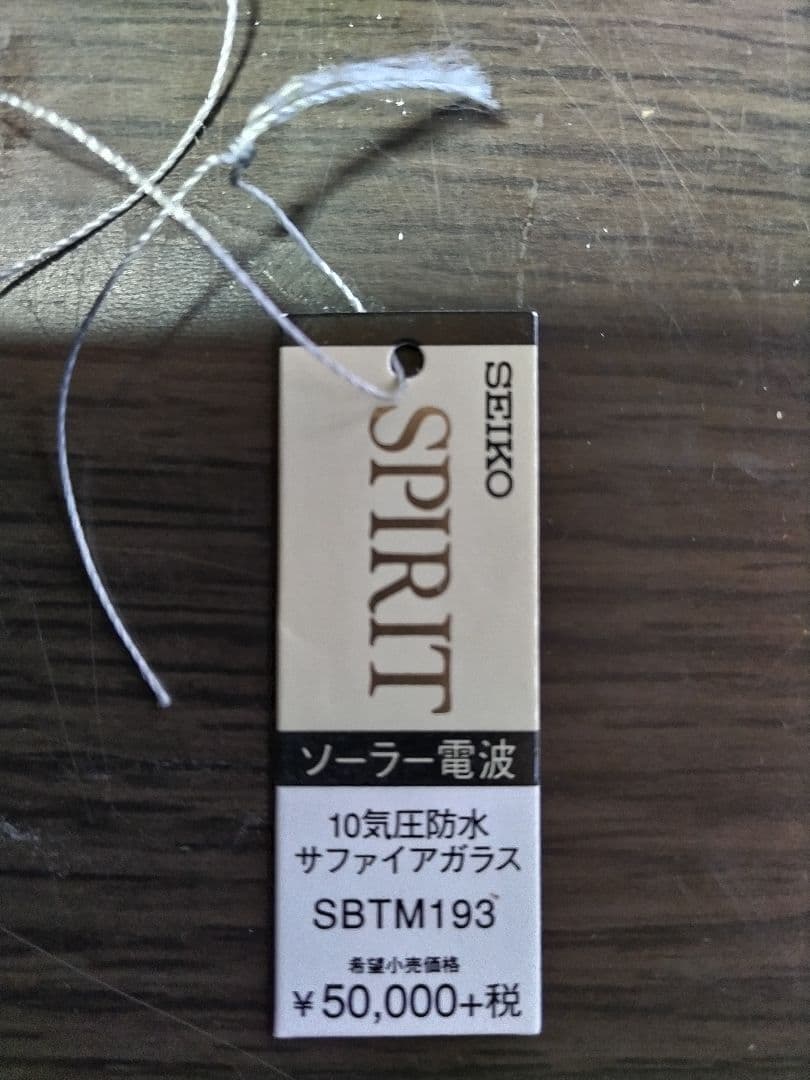 SEIKO
SPIRIT
ソーラー電波
10気圧防水
サファイアガラス
SBTM193
希望小売価格
¥50,000+税